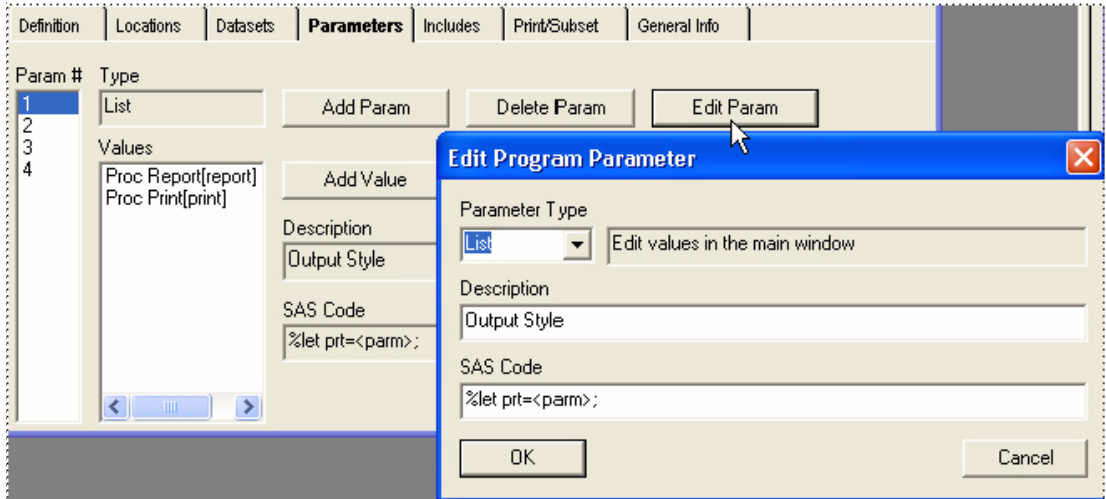 Definition Locations Datasets Parameters Includes Print/Subset General Info
Param # Type
1 List Add Param Delete Param Edit Param
2
3 Values
4 Proc Report[report] Add Value
Proc Print[print]
Description
Output Style
SAS Code
%let prt=<parm>;
Edit Program Parameter
Parameter Type
List Edit values in the main window
Description
Output Style
SAS Code
%let prt=<parm>;
OK Cancel